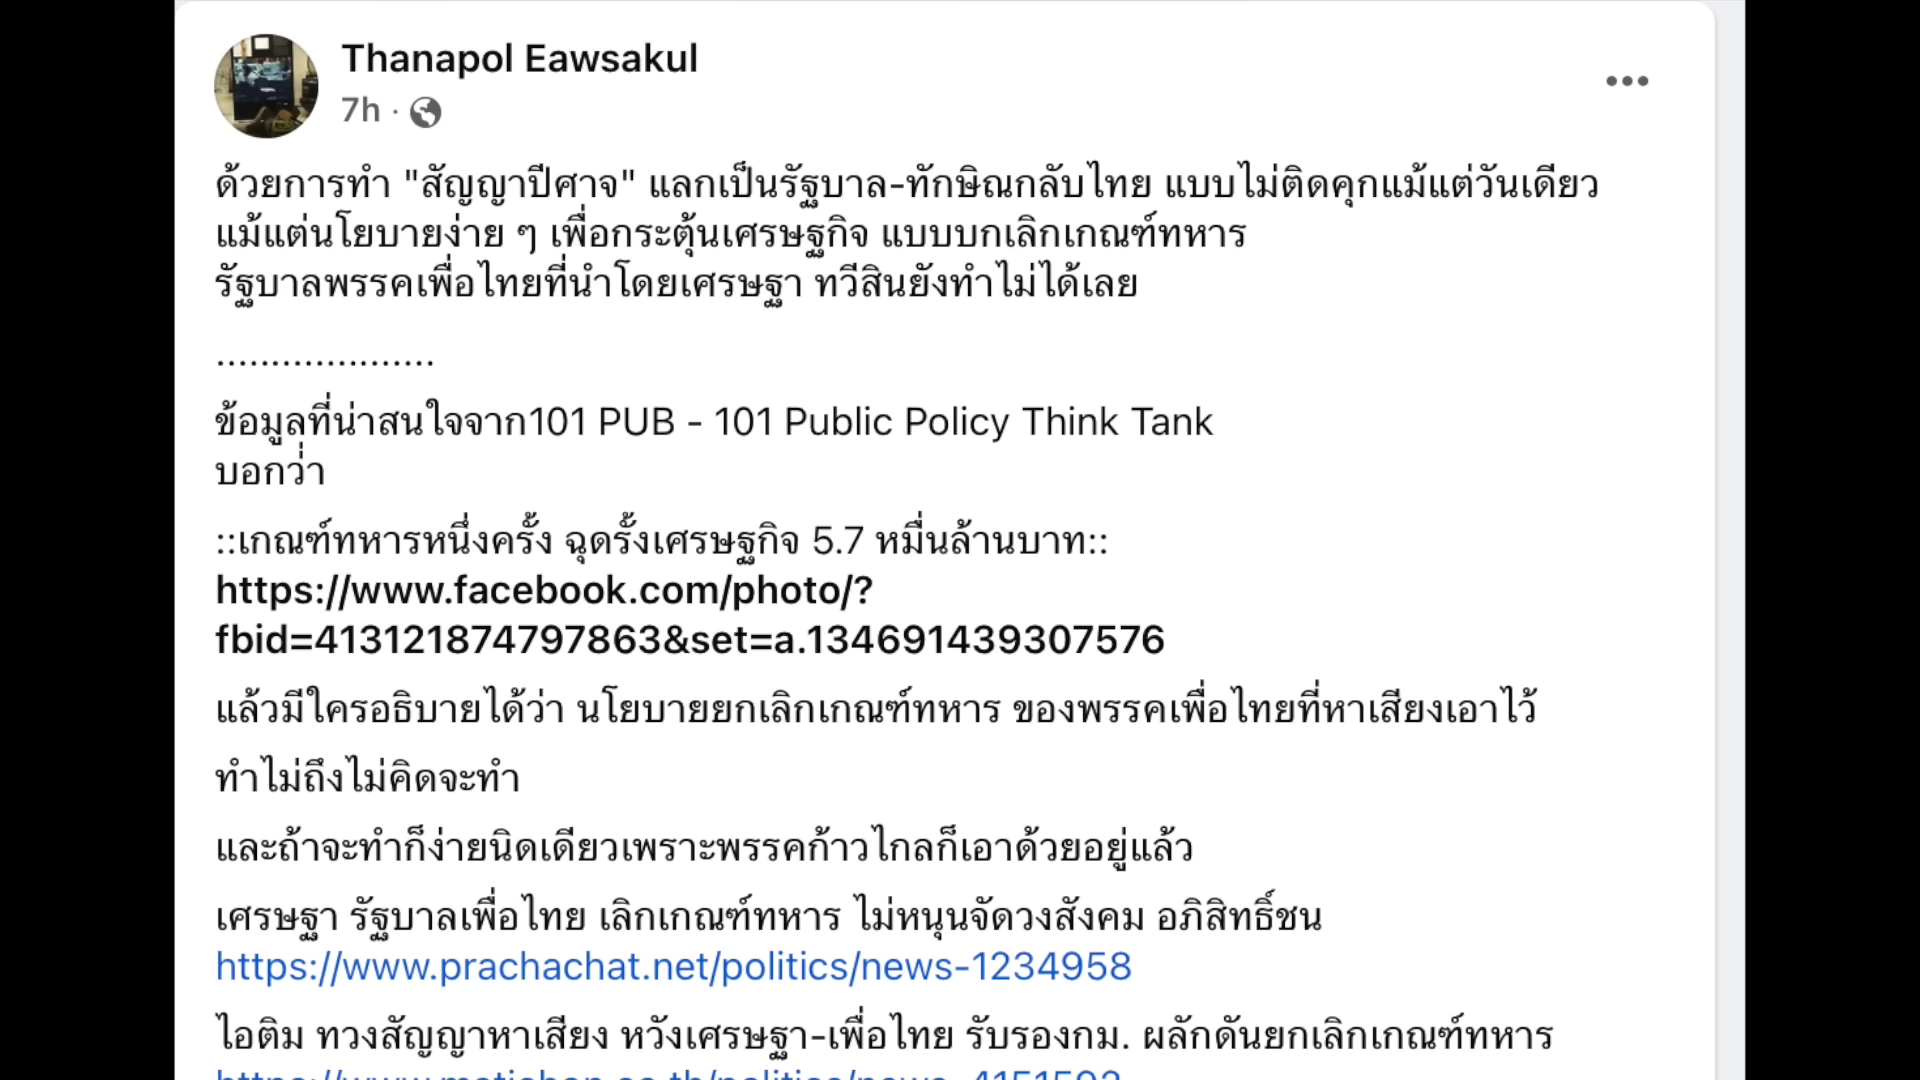 Thanapol Eawsakul
7h ·
ด้วยการทำ "สัญญาปีศาจ" แลกเป็นรัฐบาล-ทักษิณกลับไทย แบบไม่ติดคุกแม้แต่วันเดียว
แม้แต่นโยบายง่าย ๆ เพื่อกระตุ้นเศรษฐกิจ แบบบกเลิกเกณฑ์ทหาร
รัฐบาลพรรคเพื่อไทยที่นำโดยเศรษฐา ทวีสินยังทำไม่ได้เลย
....................
ข้อมูลที่น่าสนใจจาก101 PUB - 101 Public Policy Think Tank
บอกว่่า
::เกณฑ์ทหารหนึ่งครั้ง ฉุดรั้งเศรษฐกิจ 5.7 หมื่นล้านบาท::
https://www.facebook.com/photo/?
fbid=413121874797863&set=a.134691439307576
แล้วมีใครอธิบายได้ว่า นโยบายยกเลิกเกณฑ์ทหาร ของพรรคเพื่อไทยที่หาเสียงเอาไว้
ทำไม่ถึงไม่คิดจะทำ
และถ้าจะทำก็ง่ายนิดเดียวเพราะพรรคก้าวไกลก็เอาด้วยอยู่แล้ว
เศรษฐา รัฐบาลเพื่อไทย เลิกเกณฑ์ทหาร ไม่หนุนจัดวงสังคม อภิสิทธิ์ชน
https://www.prachachat.net/politics/news-1234958
ไอติม ทวงสัญญาหาเสียง หวังเศรษฐา-เพื่อไทย รับรองกม. ผลักดันยกเลิกเกณฑ์ทหาร